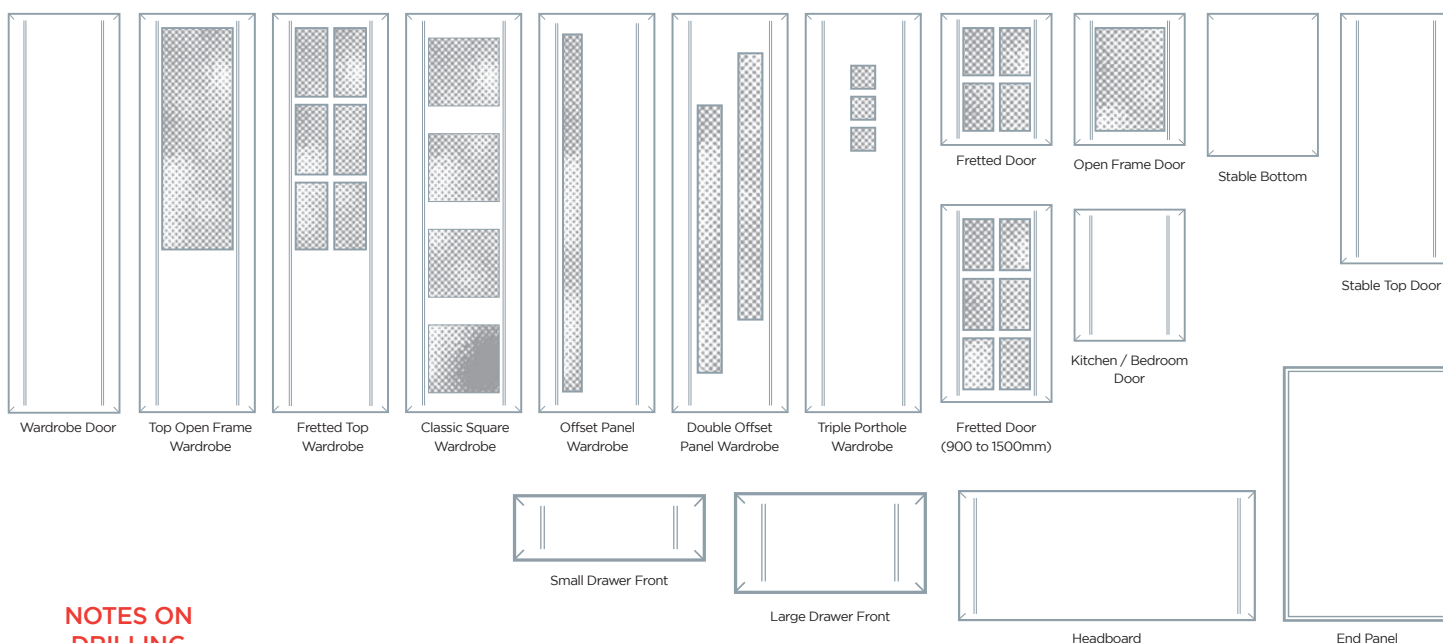 Wardrobe Door
Top Open Frame
Wardrobe
Fretted Top
Wardrobe
Classic Square
Wardrobe
Offset Panel
Wardrobe
Double Offset
Panel Wardrobe
Triple Porthole
Wardrobe
Fretted Door
Open Frame Door
Stable Bottom
Stable Top Door
Fretted Door
(900 to 1500mm)
Kitchen / Bedroom
Door
Small Drawer Front
Large Drawer Front
Headboard
End Panel
NOTES ON
DRILLING